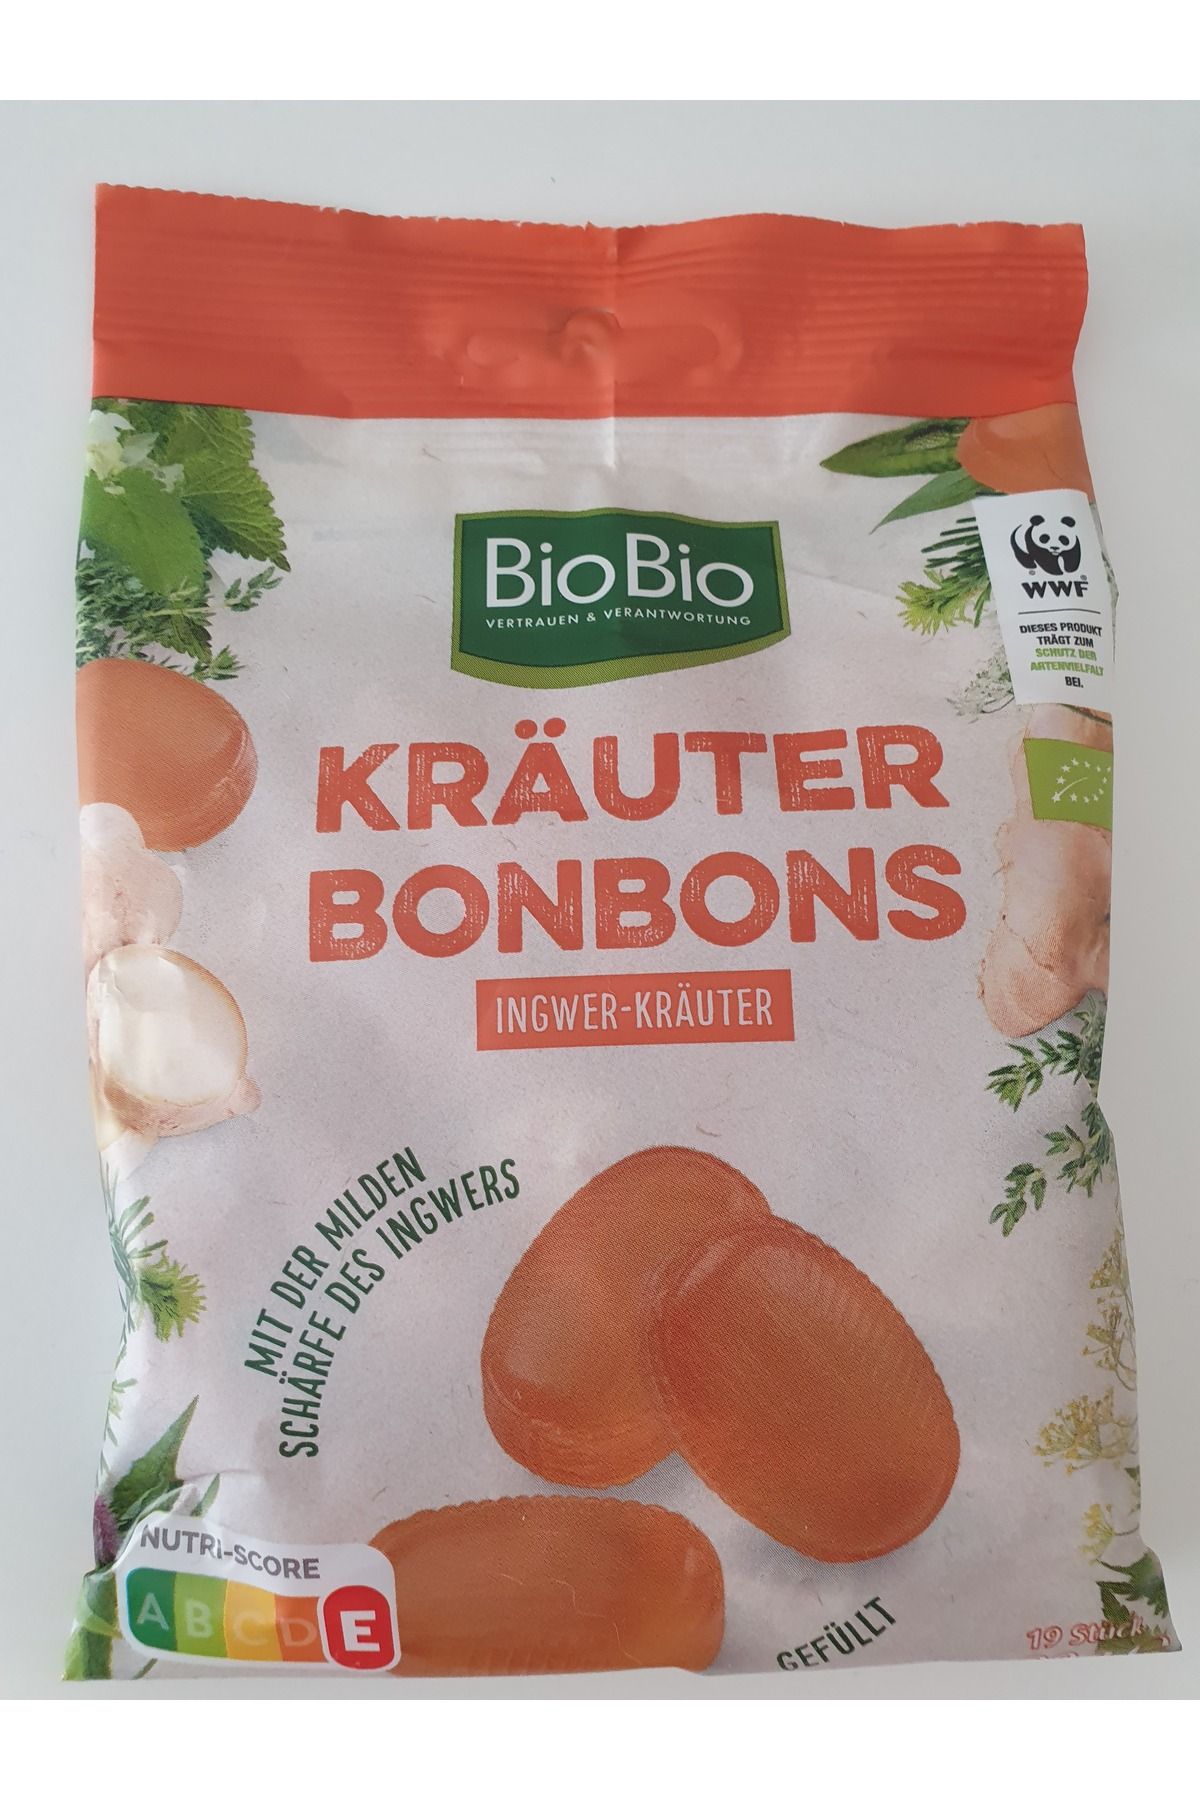 BioBio
VERTRAUEN & VERANTWORTUNG
WWF
DIESES PRODUKT
TRÄGT ZUM
SCHUTZ DER
ARTENVIELFALT
BEI.
KRÄUTER
BONBONS
INGWER-KRÄUTER
MIT DER MILDEN
SCHÄRFE DES INGWERS
NUTRI-SCORE
A B C D E
GEFÜLLT
19 Stück